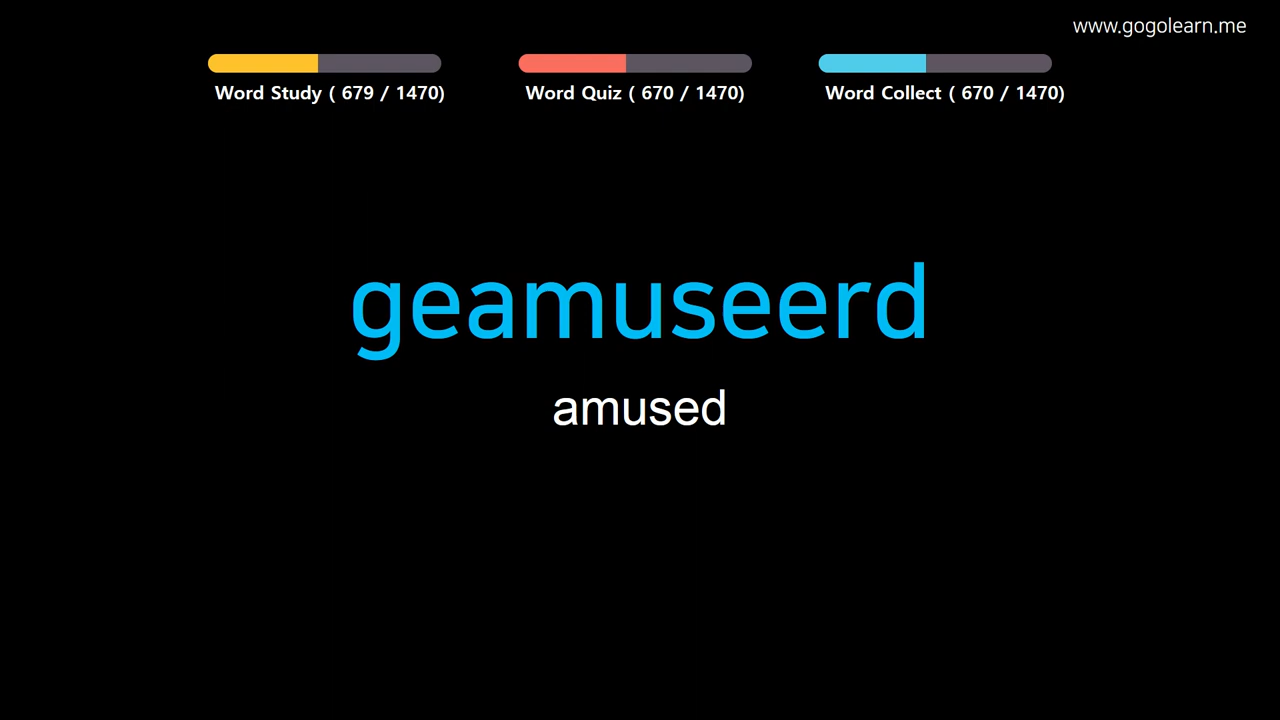 www.gogolearn.me
Word Study ( 679 / 1470)
Word Quiz ( 670 / 1470)
Word Collect ( 670 / 1470)
geamuseerd
amused